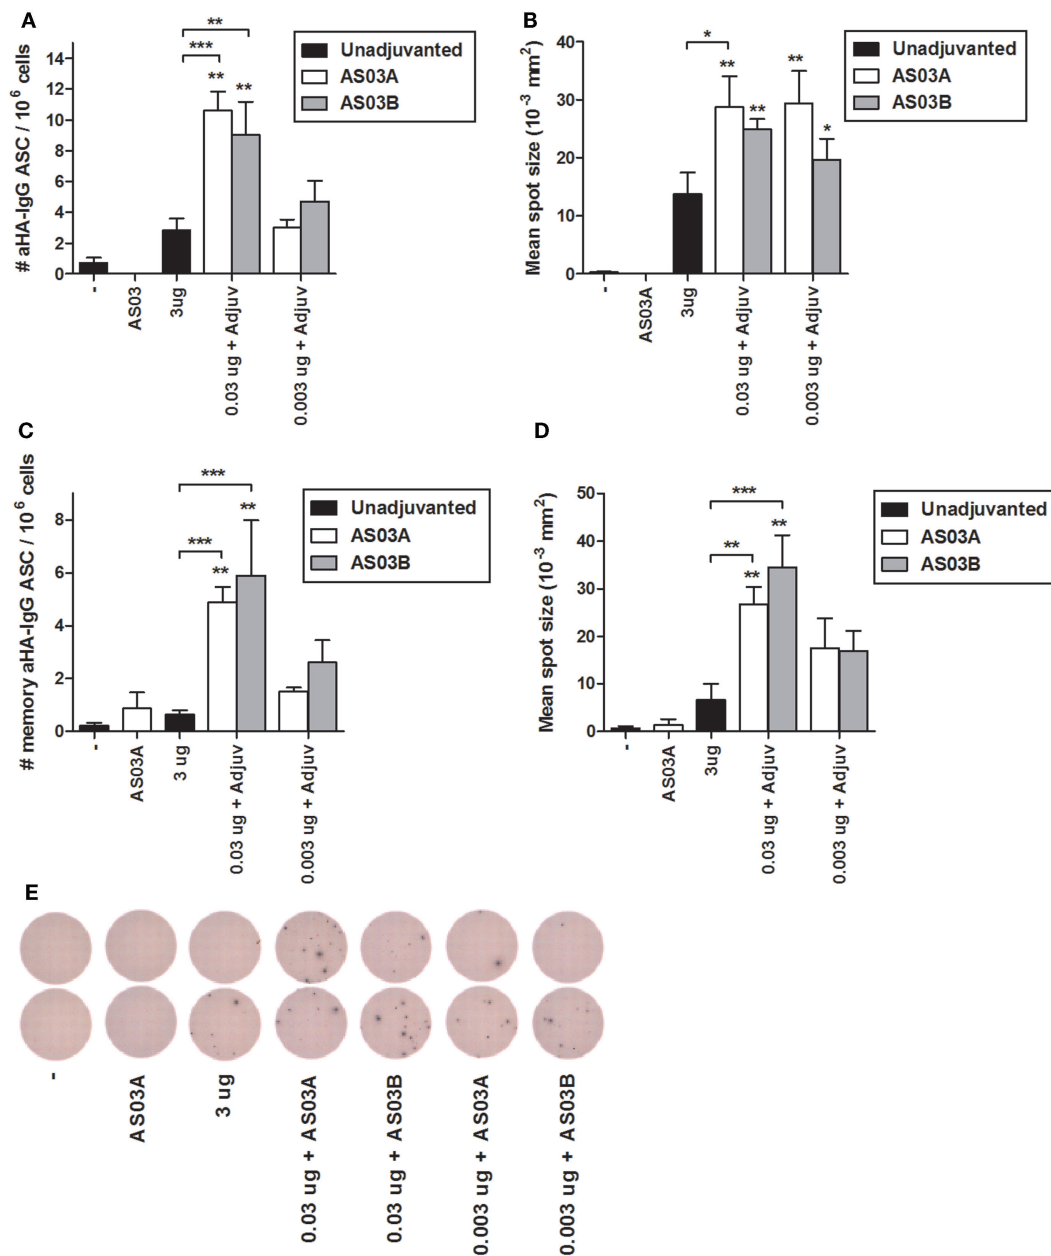 A
# aHA-IgG ASC / 10^6 cells
14
12
10
8
6
4
2
0
**
***
**
**
Unadjuvanted
AS03A
AS03B
-
AS03
3ug
0.03 ug + Adjuv
0.003 ug + Adjuv
B
Mean spot size (10^-3 mm^2)
40
30
20
10
0
*
**
**
**
*
Unadjuvanted
AS03A
AS03B
-
AS03A
3ug
0.03 ug + Adjuv
0.003 ug + Adjuv
C
# memory aHA-IgG ASC / 10^6 cells
8
6
4
2
0
***
**
***
**
Unadjuvanted
AS03A
AS03B
-
AS03A
3 ug
0.03 ug + Adjuv
0.003 ug + Adjuv
D
Mean spot size (10^-3 mm^2)
50
40
30
20
10
0
***
**
**
**
Unadjuvanted
AS03A
AS03B
-
AS03A
3ug
0.03 ug + Adjuv
0.003 ug + Adjuv
E
-
AS03A
3 ug
0.03 ug + AS03A
0.03 ug + AS03B
0.003 ug + AS03A
0.003 ug + AS03B